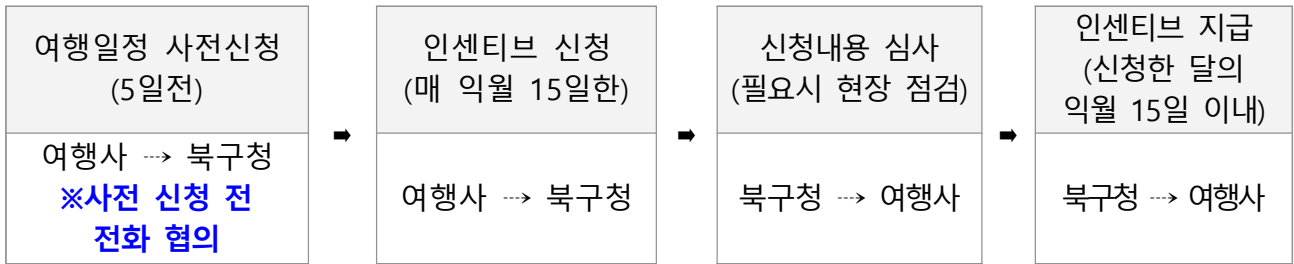 여행일정 사전신청
(5일전)
여행사 ⤑ 북구청
※사전 신청 전
전화 협의
➡
인센티브 신청
(매 익월 15일한)
여행사 ⤑ 북구청
➡
신청내용 심사
(필요시 현장 점검)
북구청 ⤑ 여행사
➡
인센티브 지급
(신청한 달의
익월 15일 이내)
북구청 ⤑ 여행사